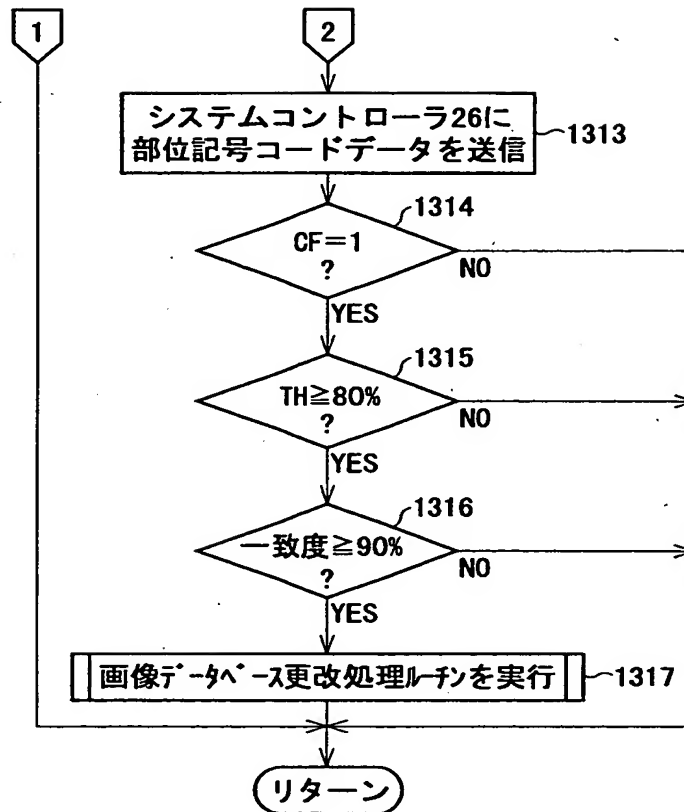 1
2
システムコントローラ26に
部位記号コードデータを送信
1313
1314
CF=1
?
NO
YES
1315
TH≧80%
?
NO
YES
1316
一致度≧90%
?
NO
YES
画像データベース更改処理ルーチンを実行
1317
リターン